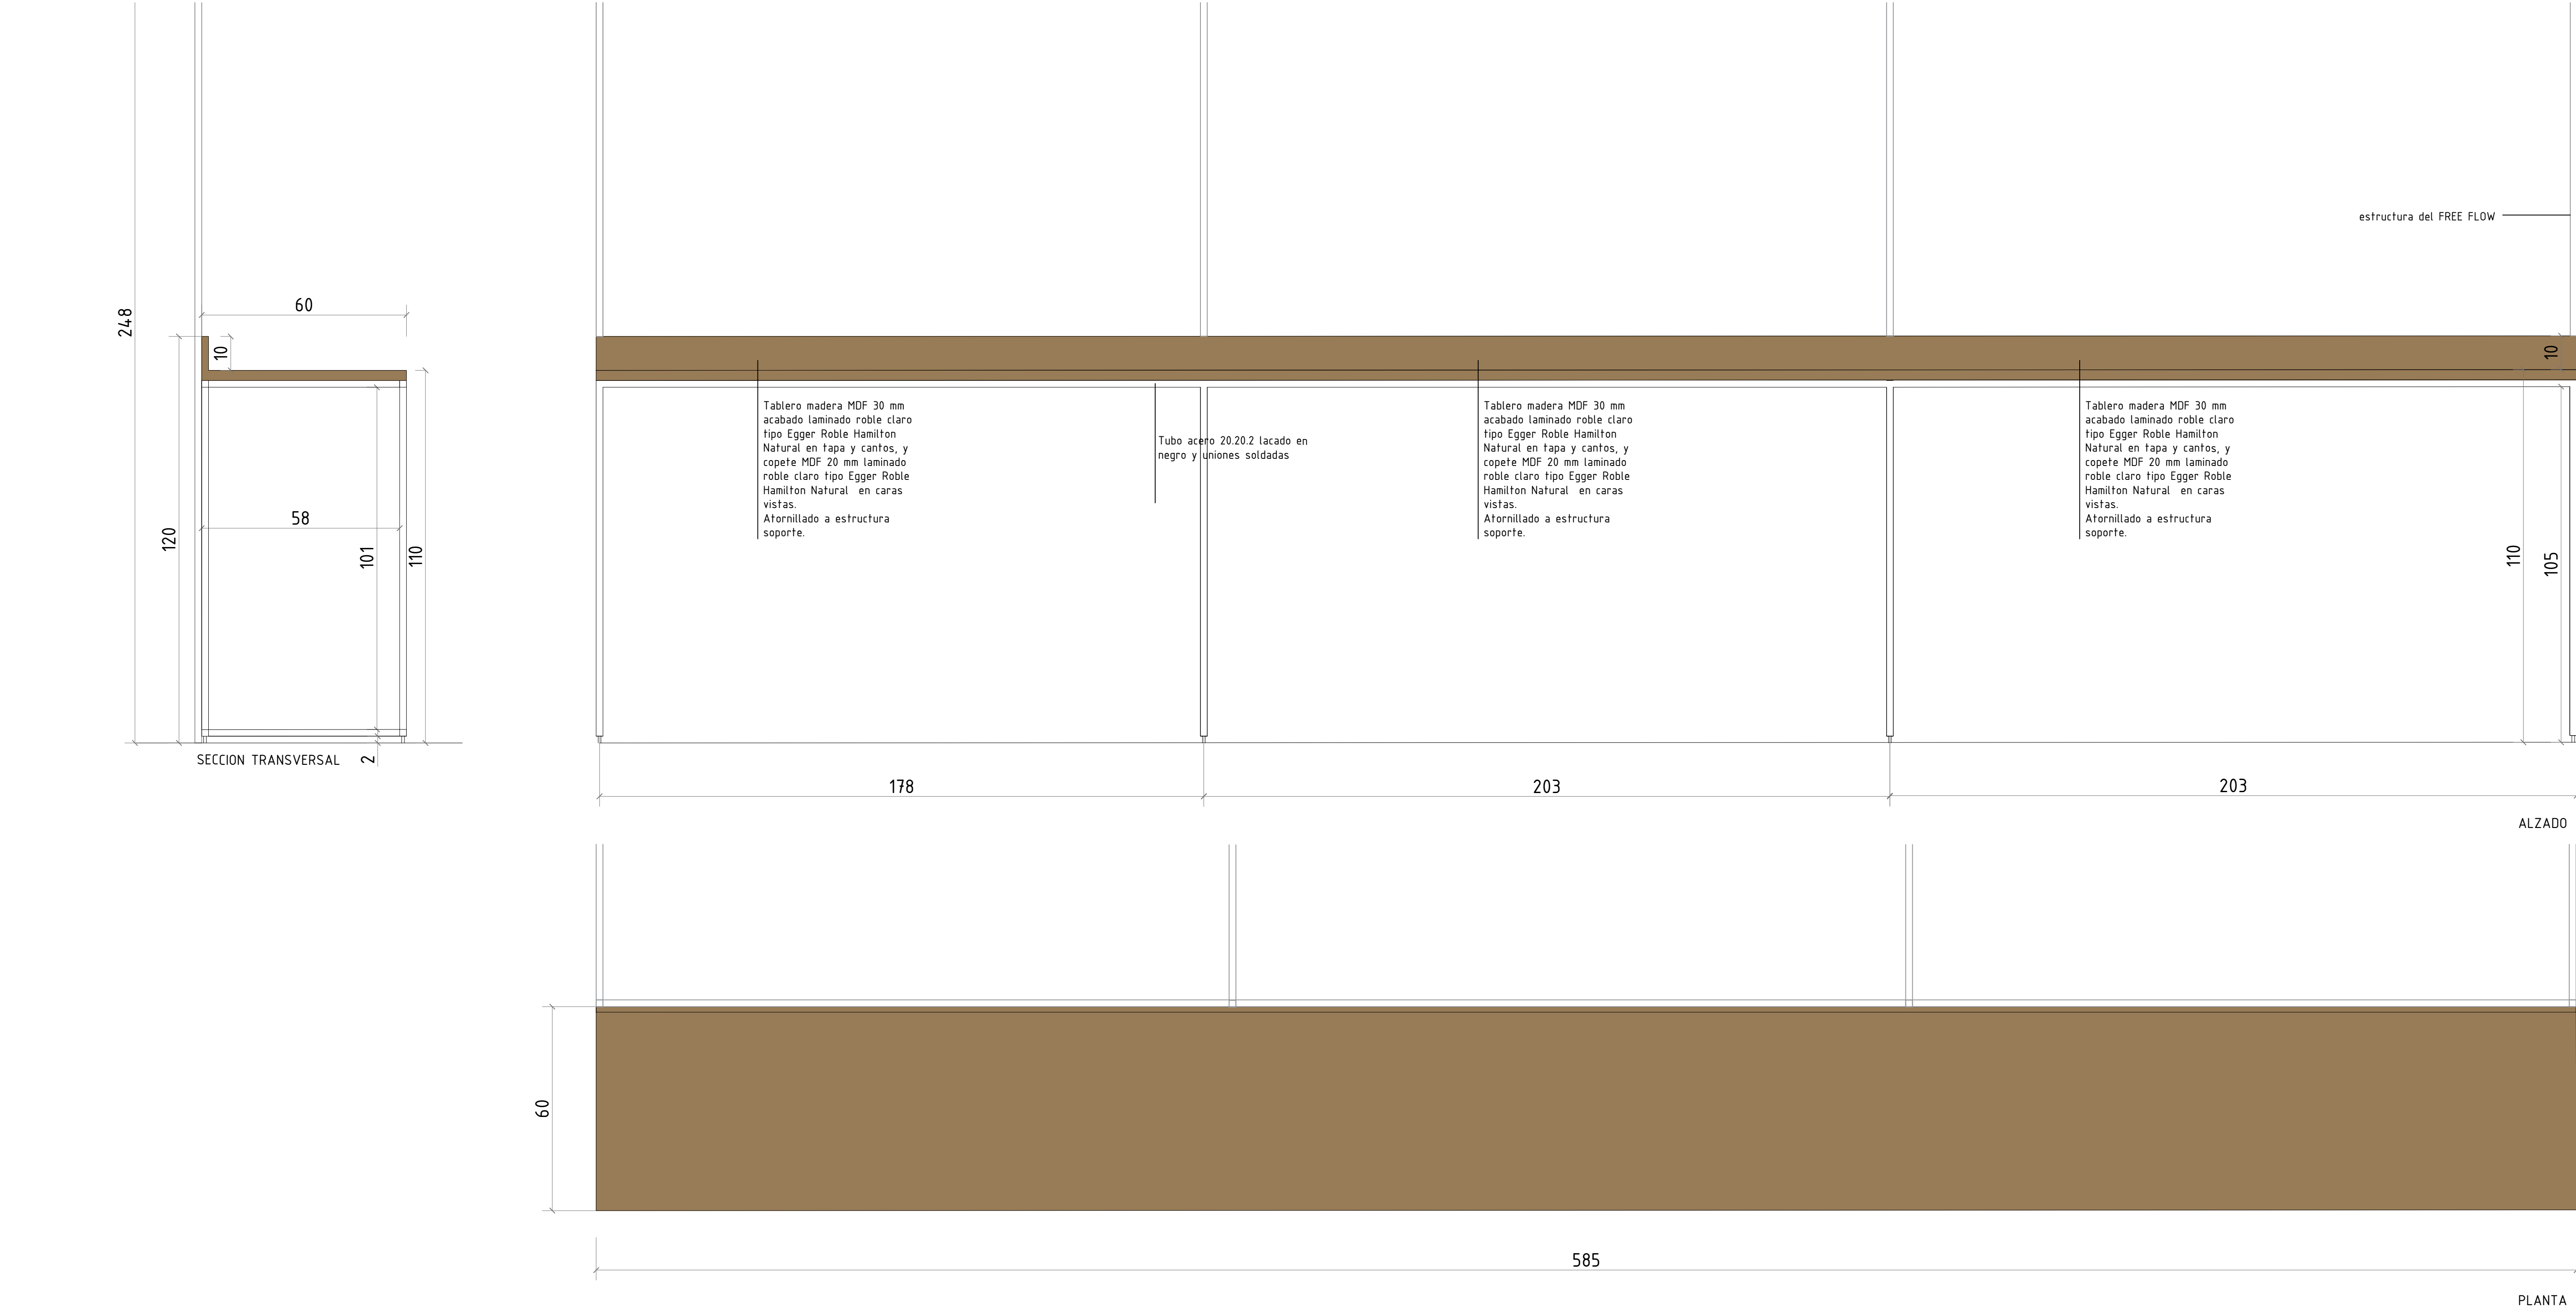 estructura del FREE FLOW
248
60
10
10
Tablero madera MDF 30 mm
acabado laminado roble claro
tipo Egger Roble Hamilton
Natural en tapa y cantos, y
copete MDF 20 mm laminado
roble claro tipo Egger Roble
Hamilton Natural  en caras
vistas.
Atornillado a estructura
soporte.
Tubo acero 20.20.2 lacado en
negro y uniones soldadas
Tablero madera MDF 30 mm
acabado laminado roble claro
tipo Egger Roble Hamilton
Natural en tapa y cantos, y
copete MDF 20 mm laminado
roble claro tipo Egger Roble
Hamilton Natural  en caras
vistas.
Atornillado a estructura
soporte.
Tablero madera MDF 30 mm
acabado laminado roble claro
tipo Egger Roble Hamilton
Natural en tapa y cantos, y
copete MDF 20 mm laminado
roble claro tipo Egger Roble
Hamilton Natural  en caras
vistas.
Atornillado a estructura
soporte.
120
58
101
110
110
105
SECCION TRANSVERSAL
2
178
203
203
ALZADO
60
585
PLANTA